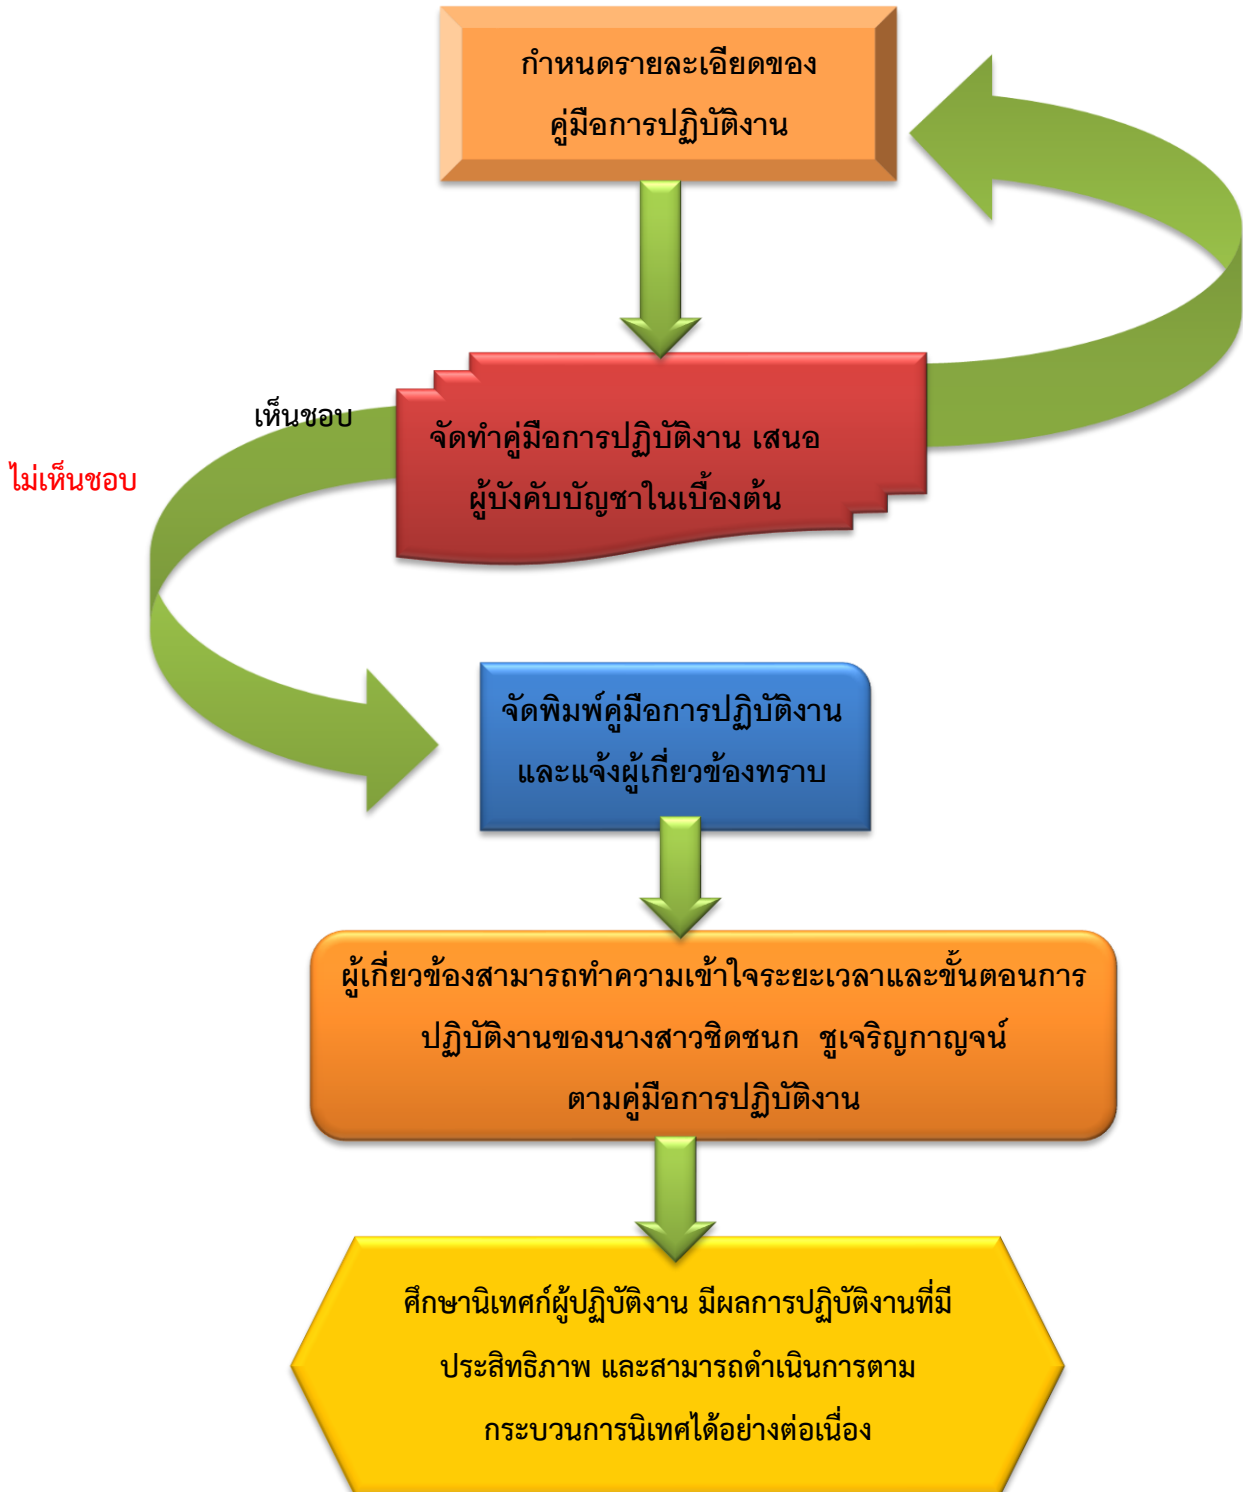 กำหนดรายละเอียดของ
คู่มือการปฏิบัติงาน
เห็นชอบ
ไม่เห็นชอบ
จัดทำคู่มือการปฏิบัติงาน เสนอ
ผู้บังคับบัญชาในเบื้องต้น
จัดพิมพ์คู่มือการปฏิบัติงาน
และแจ้งผู้เกี่ยวข้องทราบ
ผู้เกี่ยวข้องสามารถทำความเข้าใจระยะเวลาและขั้นตอนการ
ปฏิบัติงานของนางสาวชิดชนก ชูเจริญกาญจน์
ตามคู่มือการปฏิบัติงาน
ศึกษานิเทศก์ผู้ปฏิบัติงาน มีผลการปฏิบัติงานที่มี
ประสิทธิภาพ และสามารถดำเนินการตาม
กระบวนการนิเทศได้อย่างต่อเนื่อง